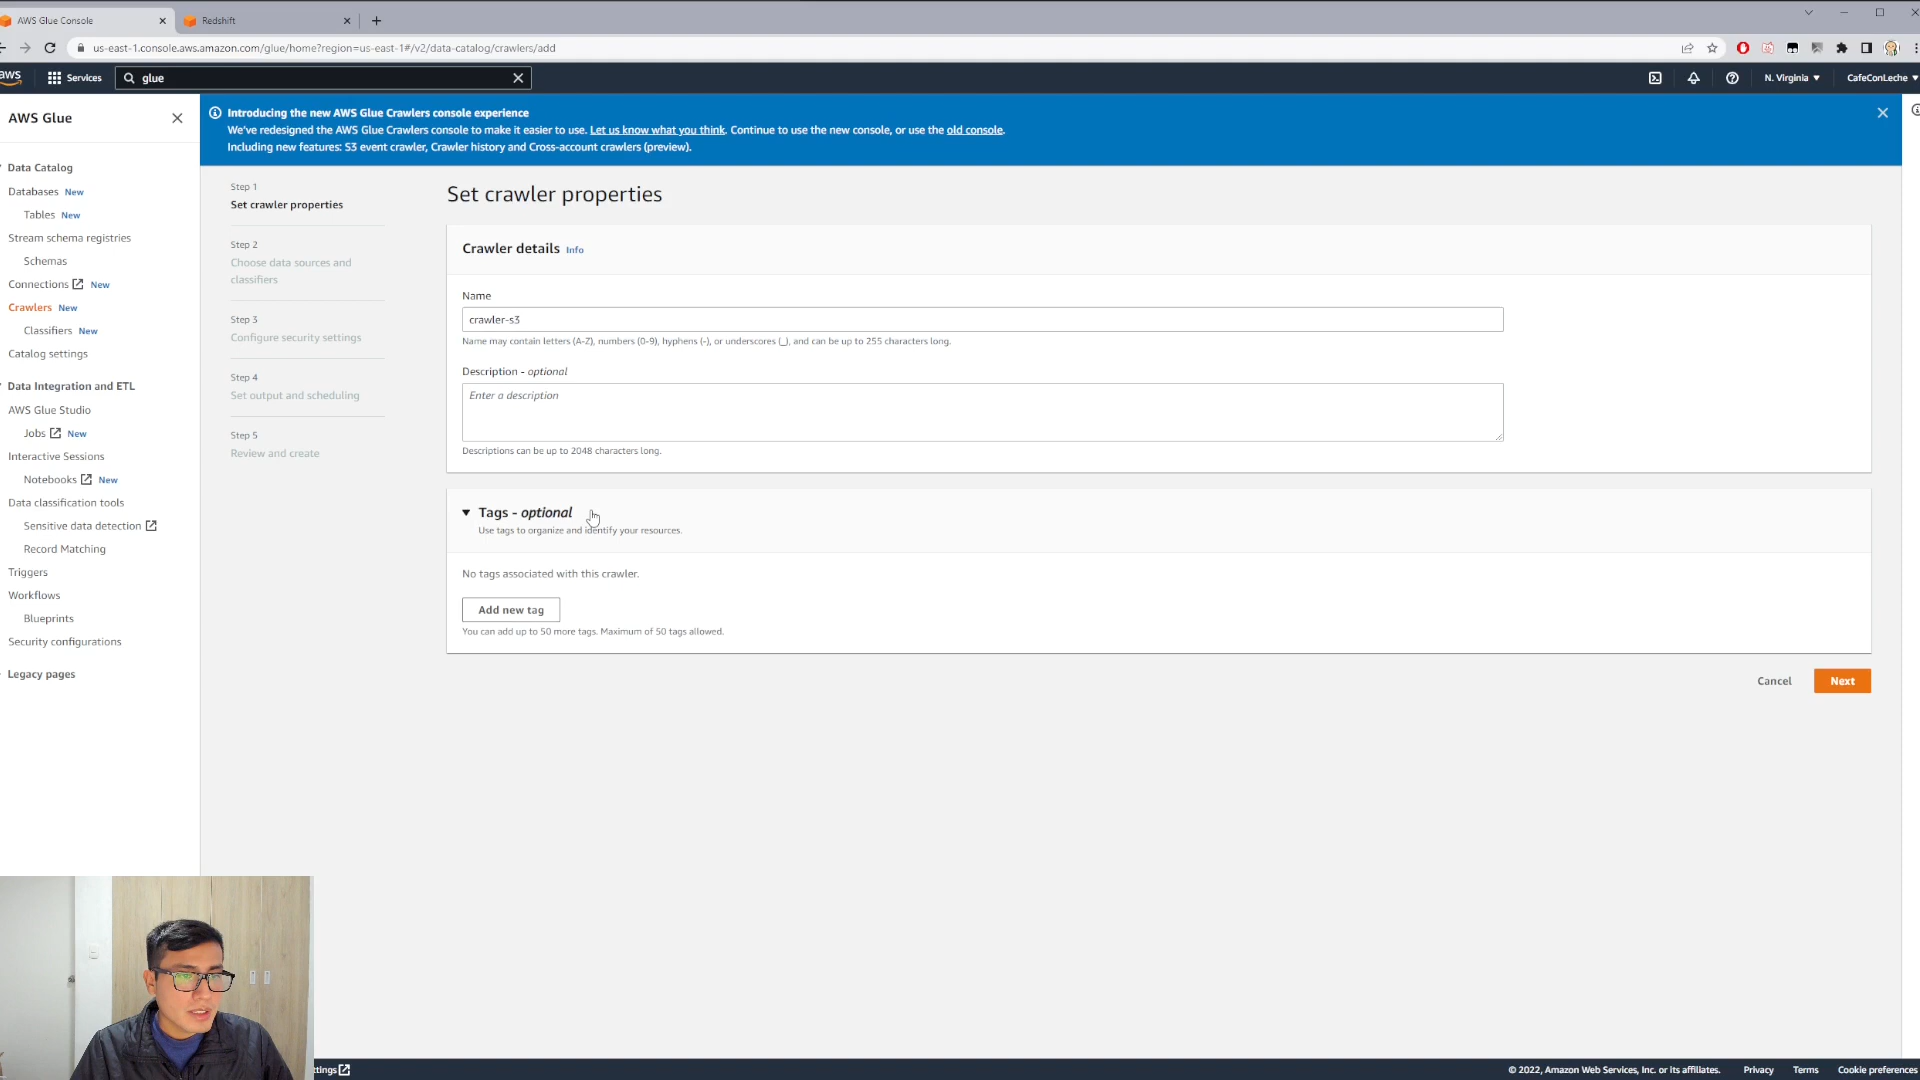 AWS Glue Console
Redshift
us-east-1.console.aws.amazon.com/glue/home?region=us-east-1#/v2/data-catalog/crawlers/add
aws
Services
glue
N. Virginia
CafeConLeche
AWS Glue
Data Catalog
Databases New
Tables New
Stream schema registries
Schemas
Connections New
Crawlers New
Classifiers New
Catalog settings
Data Integration and ETL
AWS Glue Studio
Jobs New
Interactive Sessions
Notebooks New
Data classification tools
Sensitive data detection
Record Matching
Triggers
Workflows
Blueprints
Security configurations
Legacy pages
Introducing the new AWS Glue Crawlers console experience
We've redesigned the AWS Glue Crawlers console to make it easier to use. Let us know what you think. Continue to use the new console, or use the old console.
Including new features: S3 event crawler, Crawler history and Cross-account crawlers (preview).
Step 1
Set crawler properties
Step 2
Choose data sources and
classifiers
Step 3
Configure security settings
Step 4
Set output and scheduling
Step 5
Review and create
Set crawler properties
Crawler details Info
Name
crawler-s3
Name may contain letters (A-Z), numbers (0-9), hyphens (-), or underscores (_), and can be up to 255 characters long.
Description - optional
Enter a description
Descriptions can be up to 2048 characters long.
Tags - optional
Use tags to organize and identify your resources.
No tags associated with this crawler.
Add new tag
You can add up to 50 more tags. Maximum of 50 tags allowed.
Cancel
Next
ttings
© 2022, Amazon Web Services, Inc. or its affiliates.
Privacy
Terms
Cookie preferences